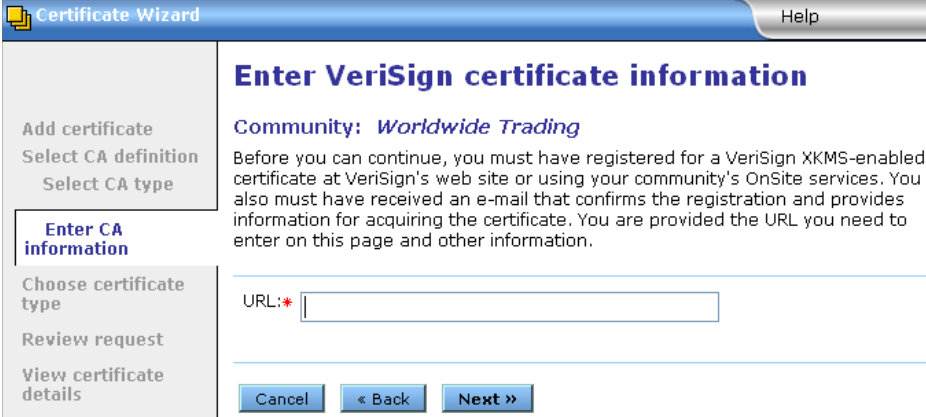 Certificate Wizard
Help
Enter VeriSign certificate information
Community: Worldwide Trading
Before you can continue, you must have registered for a VeriSign XKMS-enabled
certificate at VeriSign's web site or using your community's OnSite services. You
also must have received an e-mail that confirms the registration and provides
information for acquiring the certificate. You are provided the URL you need to
enter on this page and other information.
Add certificate
Select CA definition
Select CA type
Enter CA
information
Choose certificate
type
Review request
View certificate
details
URL:*
Cancel
« Back
Next »